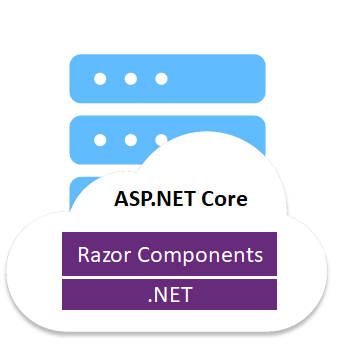 ASP.NET Core
Razor Components
.NET